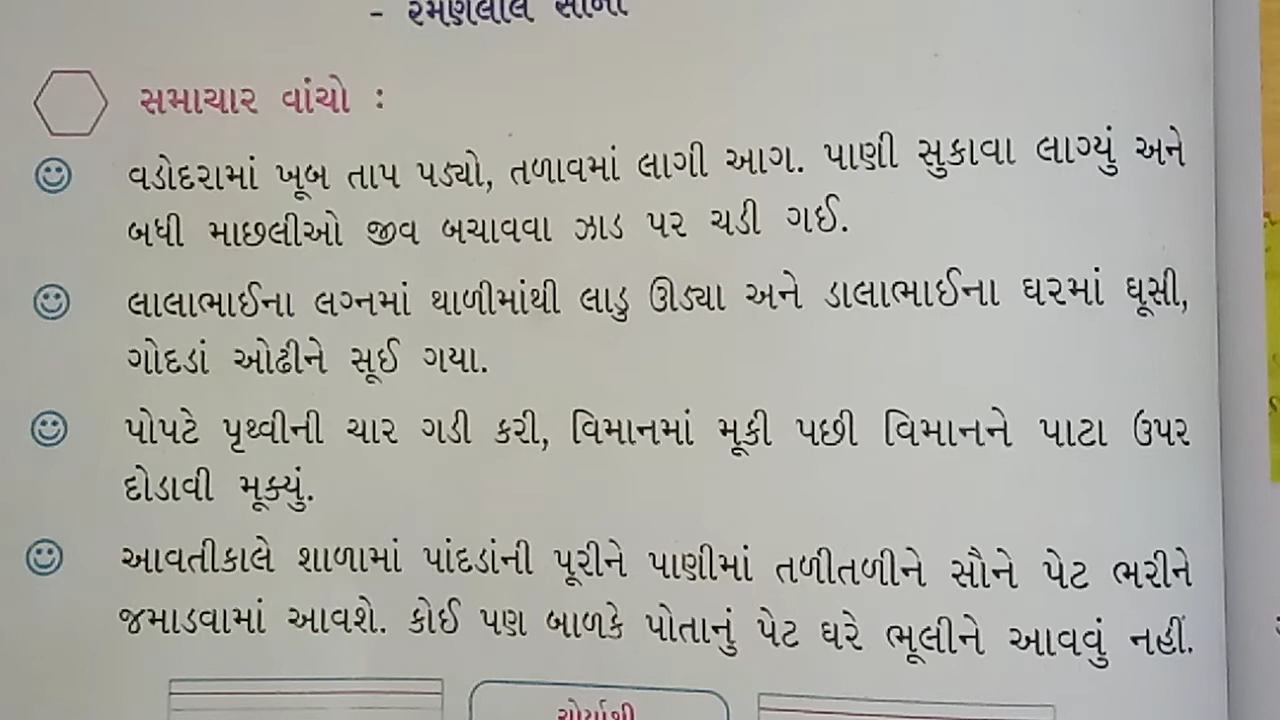 - રમણલાલ સોની
સમાચાર વાંચો :
વડોદરામાં ખૂબ તાપ પડ્યો, તળાવમાં લાગી આગ. પાણી સુકાવા લાગ્યું અને
બધી માછલીઓ જીવ બચાવવા ઝાડ પર ચડી ગઈ.
લાલાભાઈના લગ્નમાં થાળીમાંથી લાડુ ઊડ્યા અને ડાલાભાઈના ઘરમાં ઘૂસી,
ગોદડાં ઓઢીને સૂઈ ગયા.
પોપટે પૃથ્વીની ચાર ગડી કરી, વિમાનમાં મૂકી પછી વિમાનને પાટા ઉપર
દોડાવી મૂક્યું.
આવતીકાલે શાળામાં પાંદડાંની પૂરીને પાણીમાં તળીતળીને સૌને પેટ ભરીને
જમાડવામાં આવશે. કોઈ પણ બાળકે પોતાનું પેટ ઘરે ભૂલીને આવવું નહીં.
ચોર્યાશી